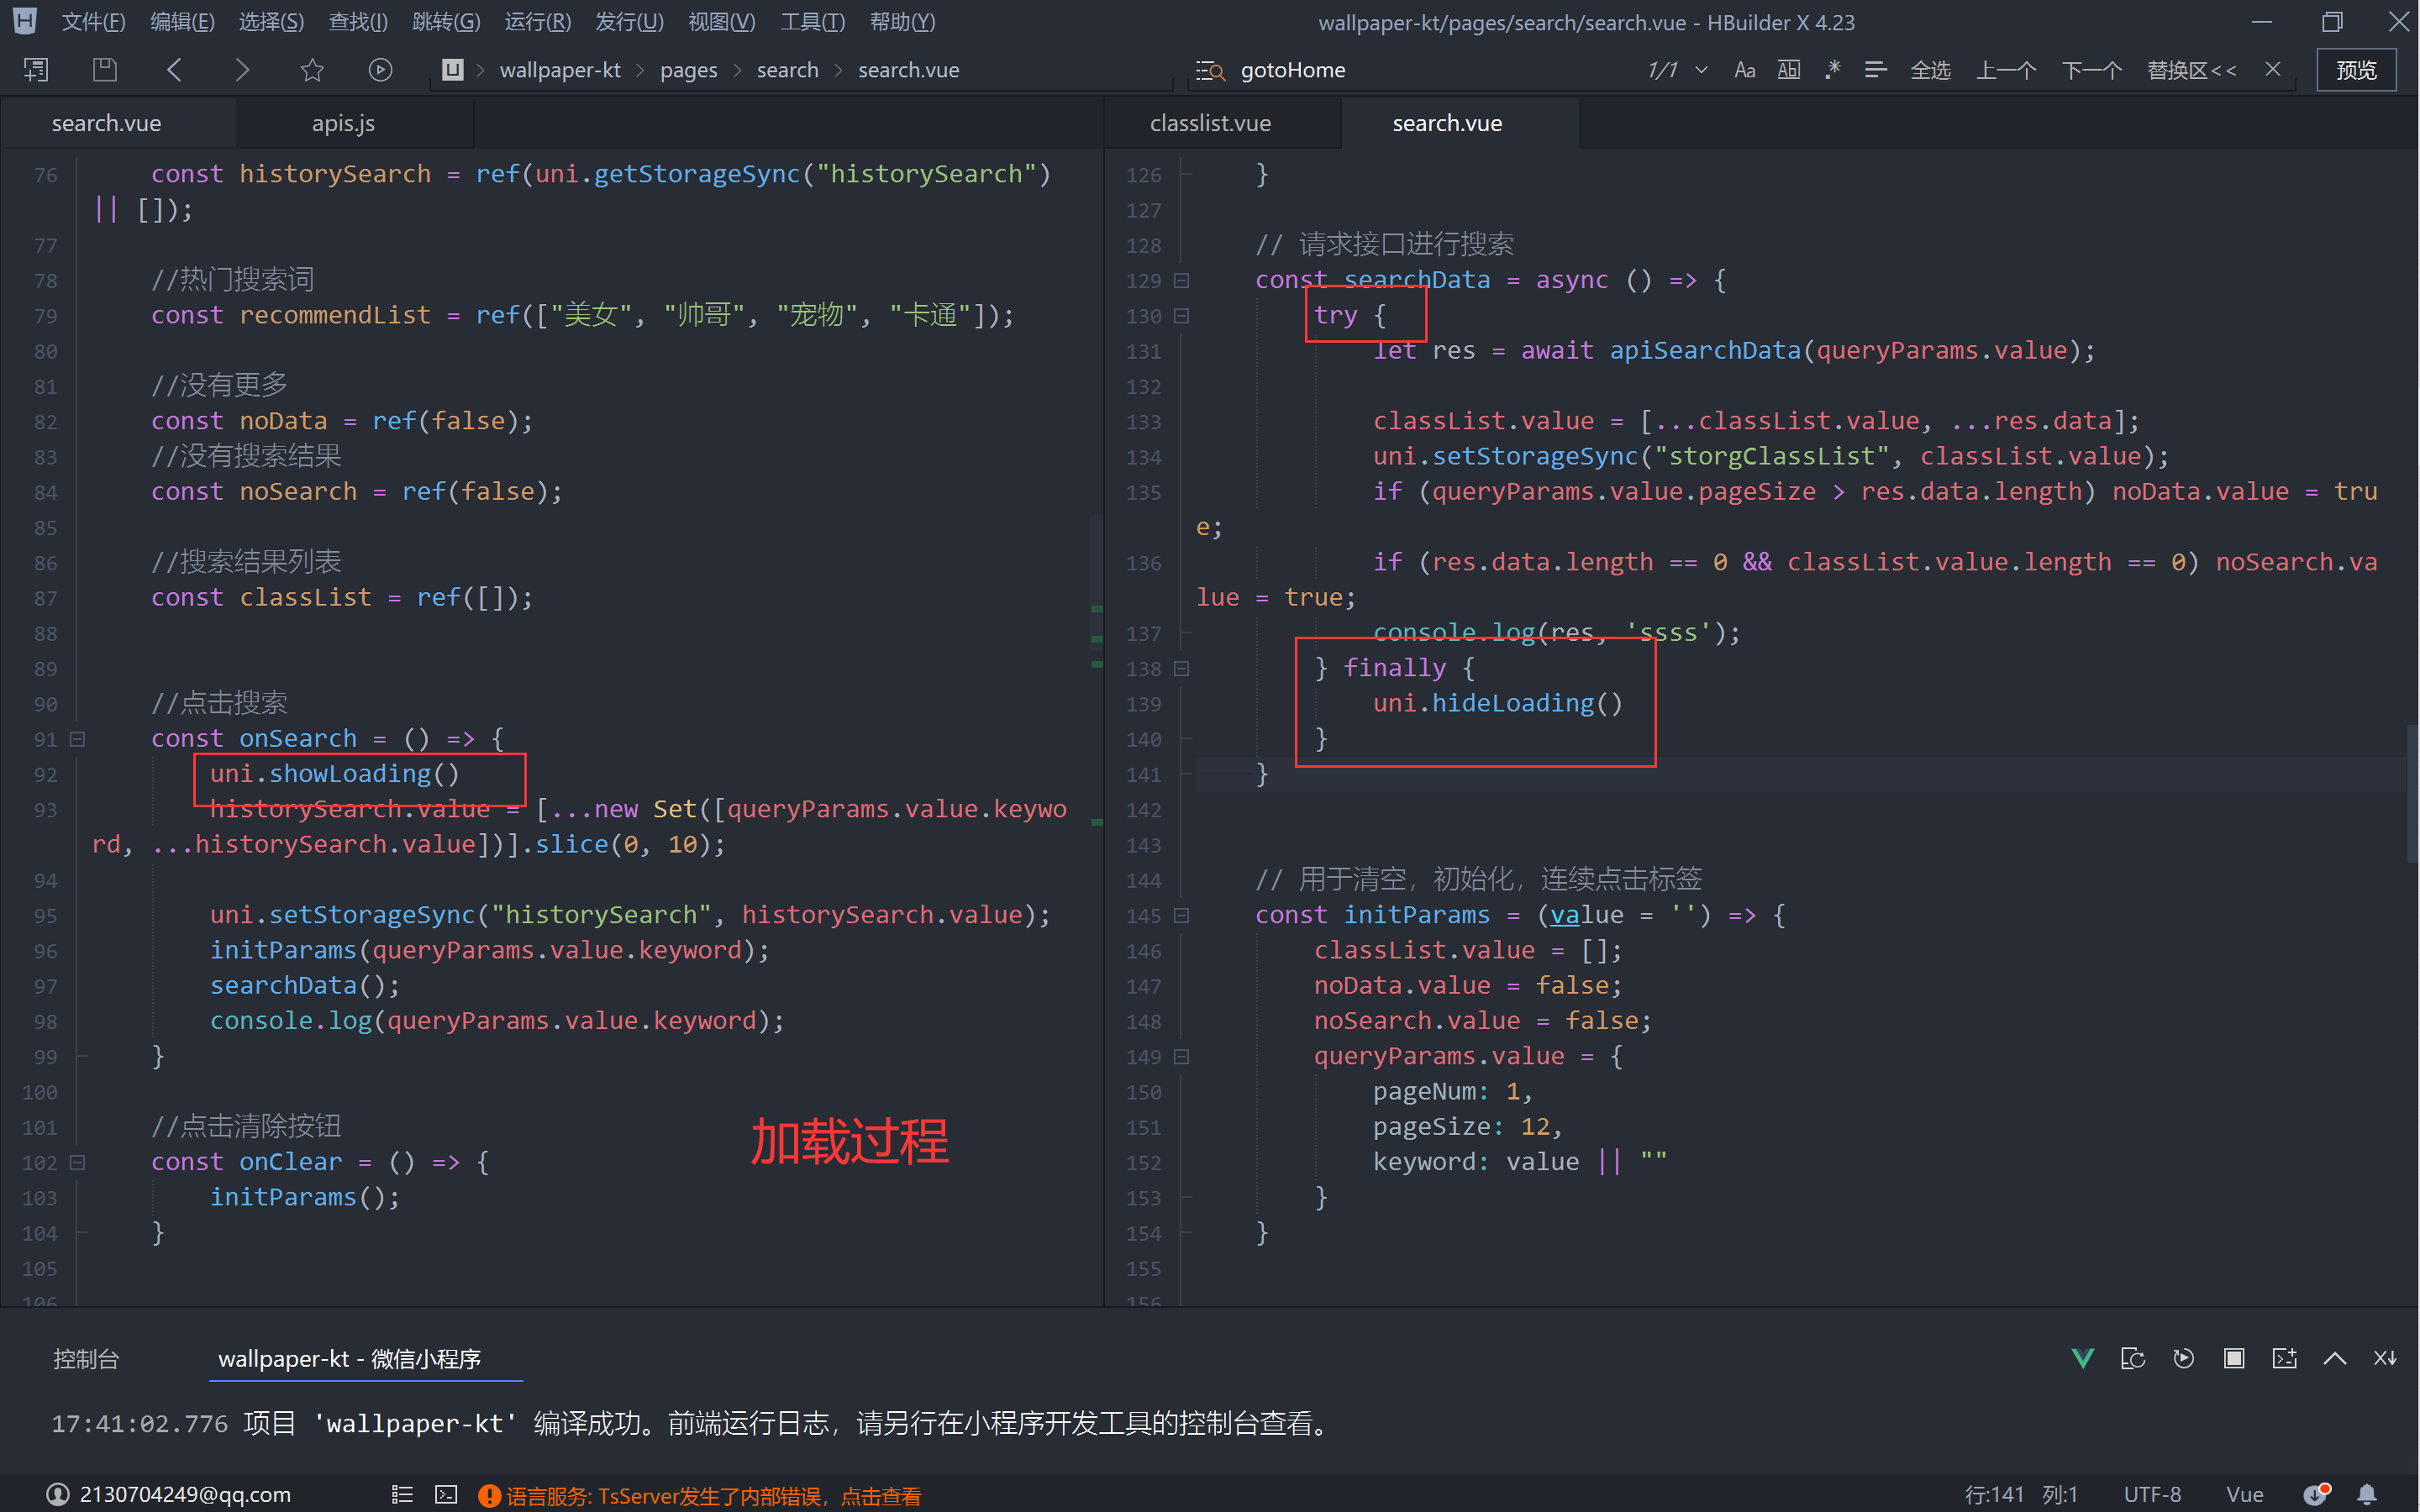 文件(F) 编辑(E) 选择(S) 查找(I) 跳转(G) 运行(R) 发行(U) 视图(V) 工具(T) 帮助(Y)
wallpaper-kt/pages/search/search.vue - HBuilder X 4.23
wallpaper-kt > pages > search > search.vue
gotoHome
1/1 Aa Ab .* 全选 上一个 下一个 替换区<< 预览
search.vue apis.js
76 const historySearch = ref(uni.getStorageSync("historySearch")
|| []);
77
78 //热门搜索词
79 const recommendList = ref(["美女", "帅哥", "宠物", "卡通"]);
80
81 //没有更多
82 const noData = ref(false);
83 //没有搜索结果
84 const noSearch = ref(false);
85
86 //搜索结果列表
87 const classList = ref([]);
88
89
90 //点击搜索
91 const onSearch = () => {
92 uni.showLoading()
93 historySearch.value = [...new Set([queryParams.value.keywo
rd, ...historySearch.value])].slice(0, 10);
94
95 uni.setStorageSync("historySearch", historySearch.value);
96 initParams(queryParams.value.keyword);
97 searchData();
98 console.log(queryParams.value.keyword);
99 }
100
101 //点击清除按钮
102 const onClear = () => {
103 initParams();
104 }
105
106
加载过程
classlist.vue search.vue
126 }
127
128 // 请求接口进行搜索
129 const searchData = async () => {
130 try {
131 let res = await apiSearchData(queryParams.value);
132
133 classList.value = [...classList.value, ...res.data];
134 uni.setStorageSync("storgClassList", classList.value);
135 if (queryParams.value.pageSize > res.data.length) noData.value = tru
e;
136 if (res.data.length == 0 && classList.value.length == 0) noSearch.va
lue = true;
137 console.log(res, 'ssss');
138 } finally {
139 uni.hideLoading()
140 }
141 }
142
143
144 // 用于清空，初始化，连续点击标签
145 const initParams = (value = '') => {
146 classList.value = [];
147 noData.value = false;
148 noSearch.value = false;
149 queryParams.value = {
150 pageNum: 1,
151 pageSize: 12,
152 keyword: value || ""
153 }
154 }
155
156
控制台 wallpaper-kt - 微信小程序
17:41:02.776 项目 'wallpaper-kt' 编译成功。前端运行日志，请另行在小程序开发工具的控制台查看。
2130704249@qq.com 语言服务: TsServer发生了内部错误，点击查看 行:141 列:1 UTF-8 Vue